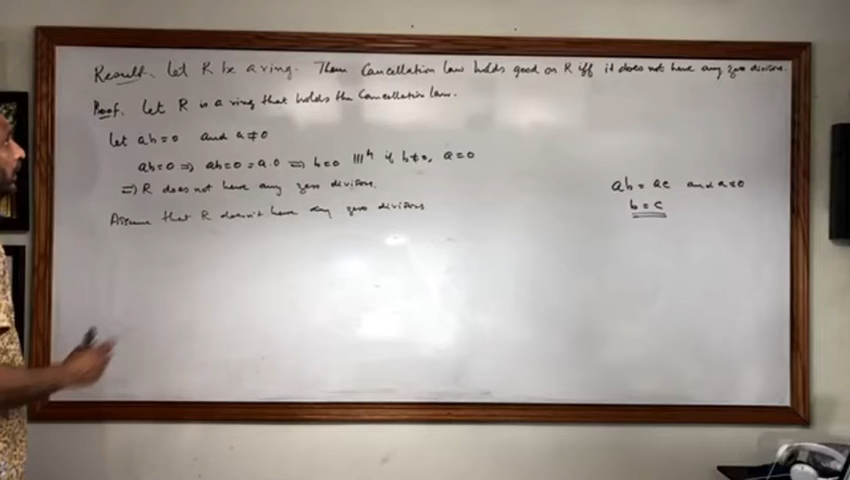 Result. Let R be a ring. Then Cancellation law holds good on R iff it does not have any zero divisors.
Proof. Let R is a ring that holds the Cancellation law.
Let ab = 0 and a ≠ 0
ab = 0 ⇒ ab = 0 = a.0 ⇒ b = 0 |||ly if b ≠ 0, a = 0
⇒ R does not have any zero divisors.
Assume that R doesn't have any zero divisors
ab = ac and a ≠ 0
b = c